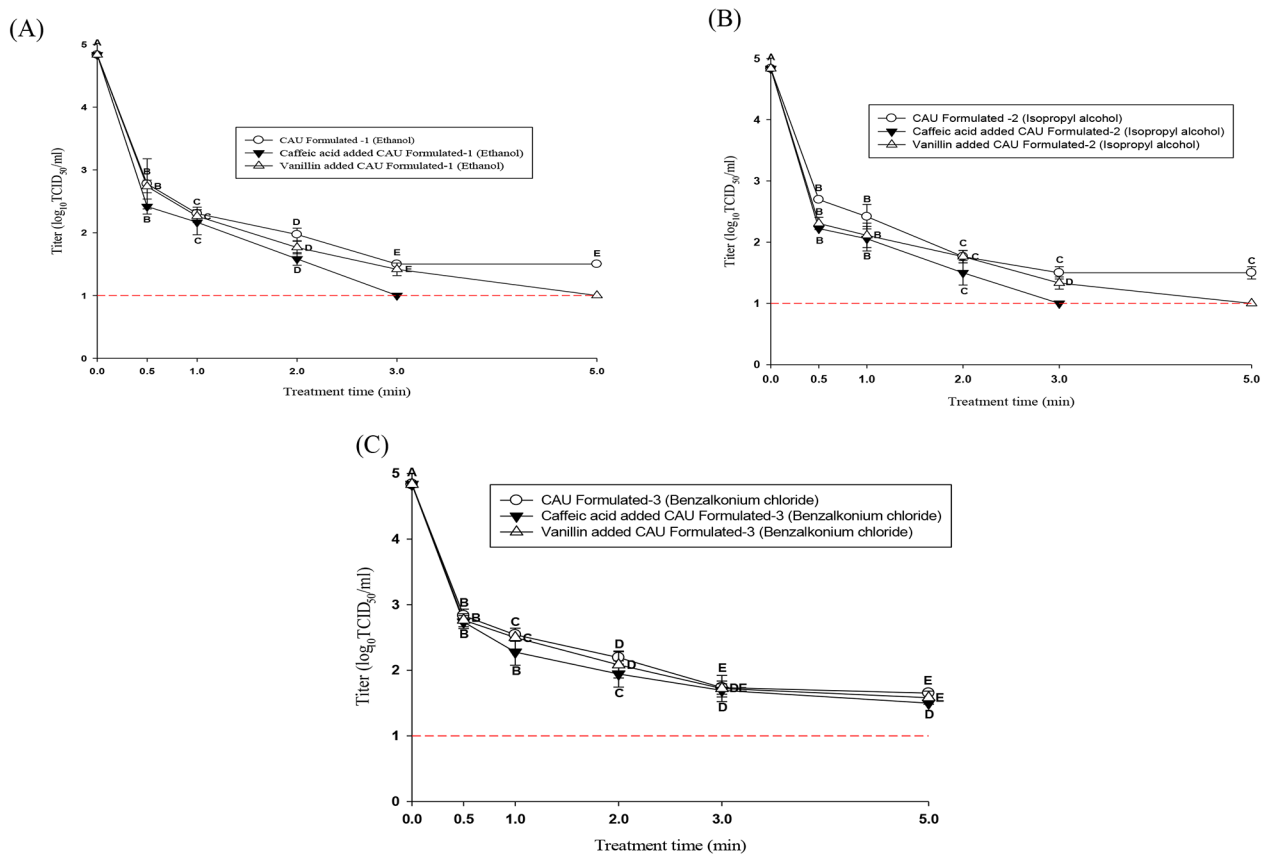 (A)
5
4
3
2
1
0
Titer (log10TCID50/ml)
CAU Formulated -1 (Ethanol)
Caffeic acid added CAU Formulated-1 (Ethanol)
Vanillin added CAU Formulated-1 (Ethanol)
A
B
B
B
C
C
C
D
D
D
E
E
E
0.0 0.5 1.0 2.0 3.0 5.0
Treatment time (min)
(B)
5
4
3
2
1
0
Titer (log10TCID50/ml)
CAU Formulated -2 (Isopropyl alcohol)
Caffeic acid added CAU Formulated-2 (Isopropyl alcohol)
Vanillin added CAU Formulated-2 (Isopropyl alcohol)
A
B
B
B
B
B
B
C
C
C
C
D
C
0.0 0.5 1.0 2.0 3.0 5.0
Treatment time (min)
(C)
5
4
3
2
1
0
Titer (log10TCID50/ml)
CAU Formulated-3 (Benzalkonium chloride)
Caffeic acid added CAU Formulated-3 (Benzalkonium chloride)
Vanillin added CAU Formulated-3 (Benzalkonium chloride)
A
B
B
B
C
C
B
D
D
C
E
DE
D
E
E
D
0.0 0.5 1.0 2.0 3.0 5.0
Treatment time (min)